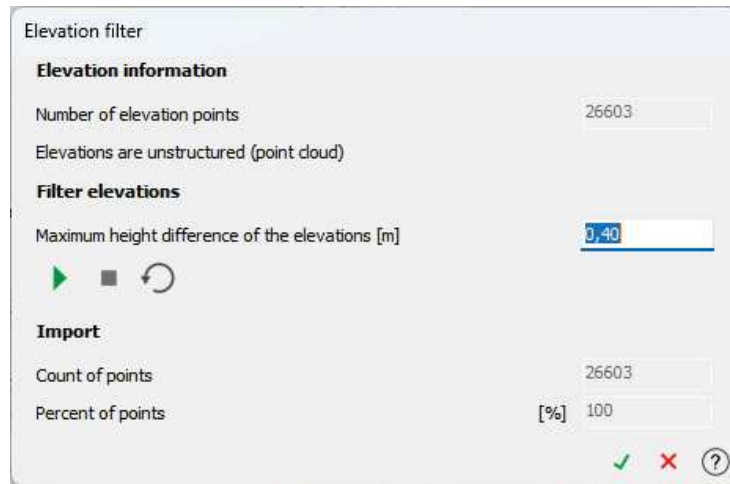 Elevation filter
Elevation information
Number of elevation points 26603
Elevations are unstructured (point cloud)
Filter elevations
Maximum height difference of the elevations [m] 0,40
Import
Count of points 26603
Percent of points [%] 100
?